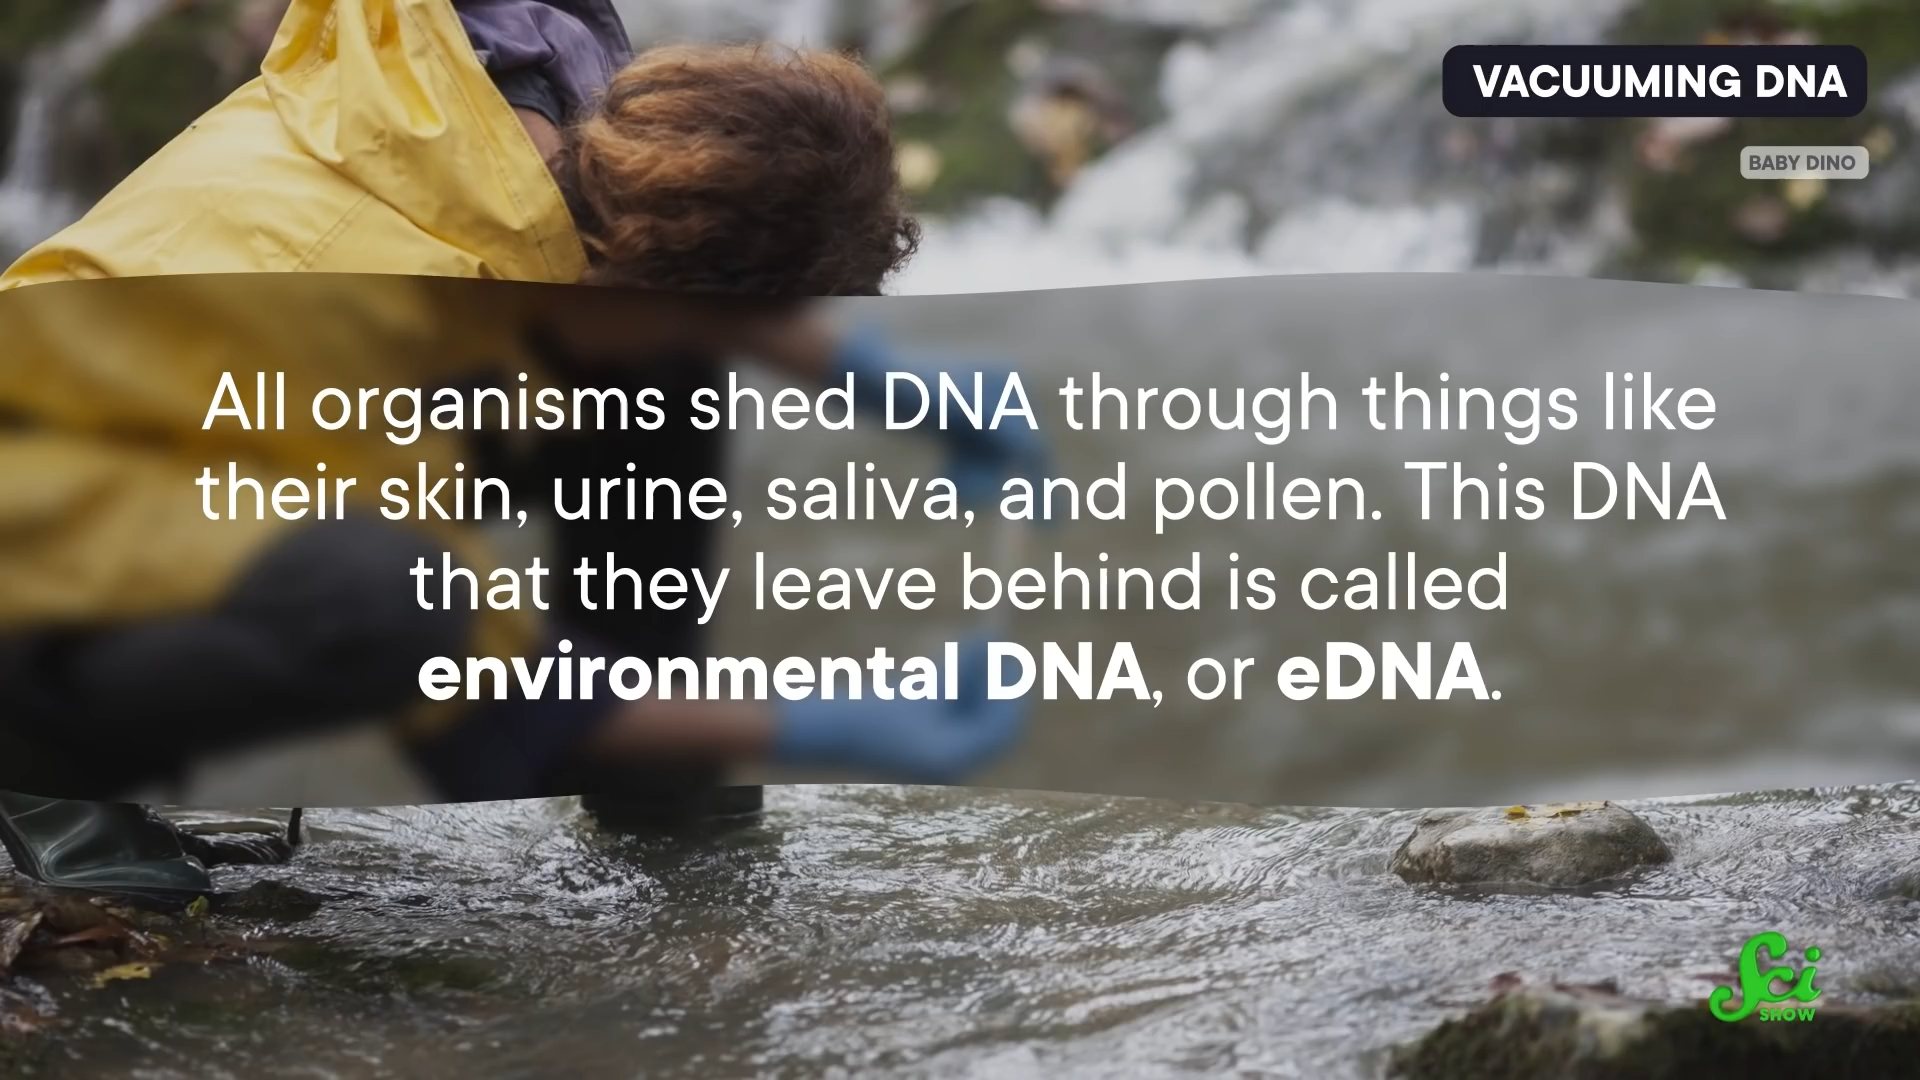 VACUUMING DNA
BABY DINO
All organisms shed DNA through things like
their skin, urine, saliva, and pollen. This DNA
that they leave behind is called
environmental DNA, or eDNA.
Sci
SHOW